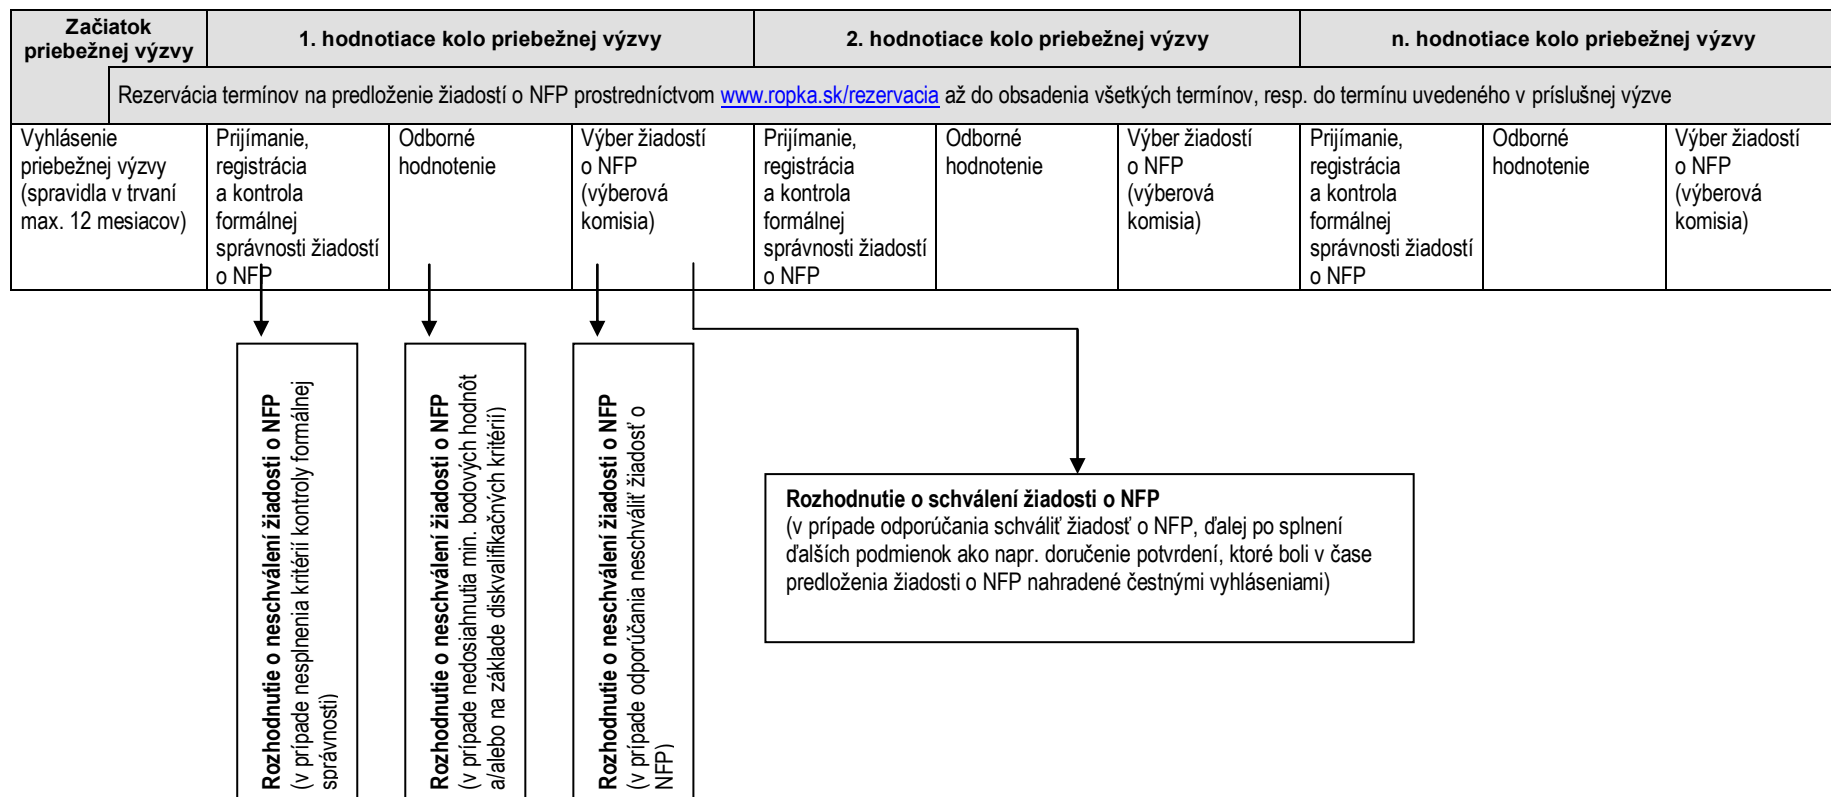 Začiatok
priebežnej výzvy
1. hodnotiace kolo priebežnej výzvy
2. hodnotiace kolo priebežnej výzvy
n. hodnotiace kolo priebežnej výzvy
Rezervácia termínov na predloženie žiadostí o NFP prostredníctvom www.ropka.sk/rezervacia až do obsadenia všetkých termínov, resp. do termínu uvedeného v príslušnej výzve
Vyhlásenie
priebežnej výzvy
(spravidla v trvaní
max. 12 mesiacov)
Prijímanie,
registrácia
a kontrola
formálnej
správnosti žiadostí
o NFP
Odborné
hodnotenie
Výber žiadostí
o NFP
(výberová
komisia)
Prijímanie,
registrácia
a kontrola
formálnej
správnosti žiadostí
o NFP
Odborné
hodnotenie
Výber žiadostí
o NFP
(výberová
komisia)
Prijímanie,
registrácia
a kontrola
formálnej
správnosti žiadostí
o NFP
Odborné
hodnotenie
Výber žiadostí
o NFP
(výberová
komisia)
Rozhodnutie o neschválení žiadosti o NFP
(v prípade nesplnenia kritérií kontroly formálnej
správnosti)
Rozhodnutie o neschválení žiadosti o NFP
(v prípade nedosiahnutia min. bodových hodnôt
a/alebo na základe diskvalifikačných kritérií)
Rozhodnutie o neschválení žiadosti o NFP
(v prípade odporúčania neschváliť žiadosť o
NFP)
Rozhodnutie o schválení žiadosti o NFP
(v prípade odporúčania schváliť žiadosť o NFP, ďalej po splnení
ďalších podmienok ako napr. doručenie potvrdení, ktoré boli v čase
predloženia žiadosti o NFP nahradené čestnými vyhláseniami)